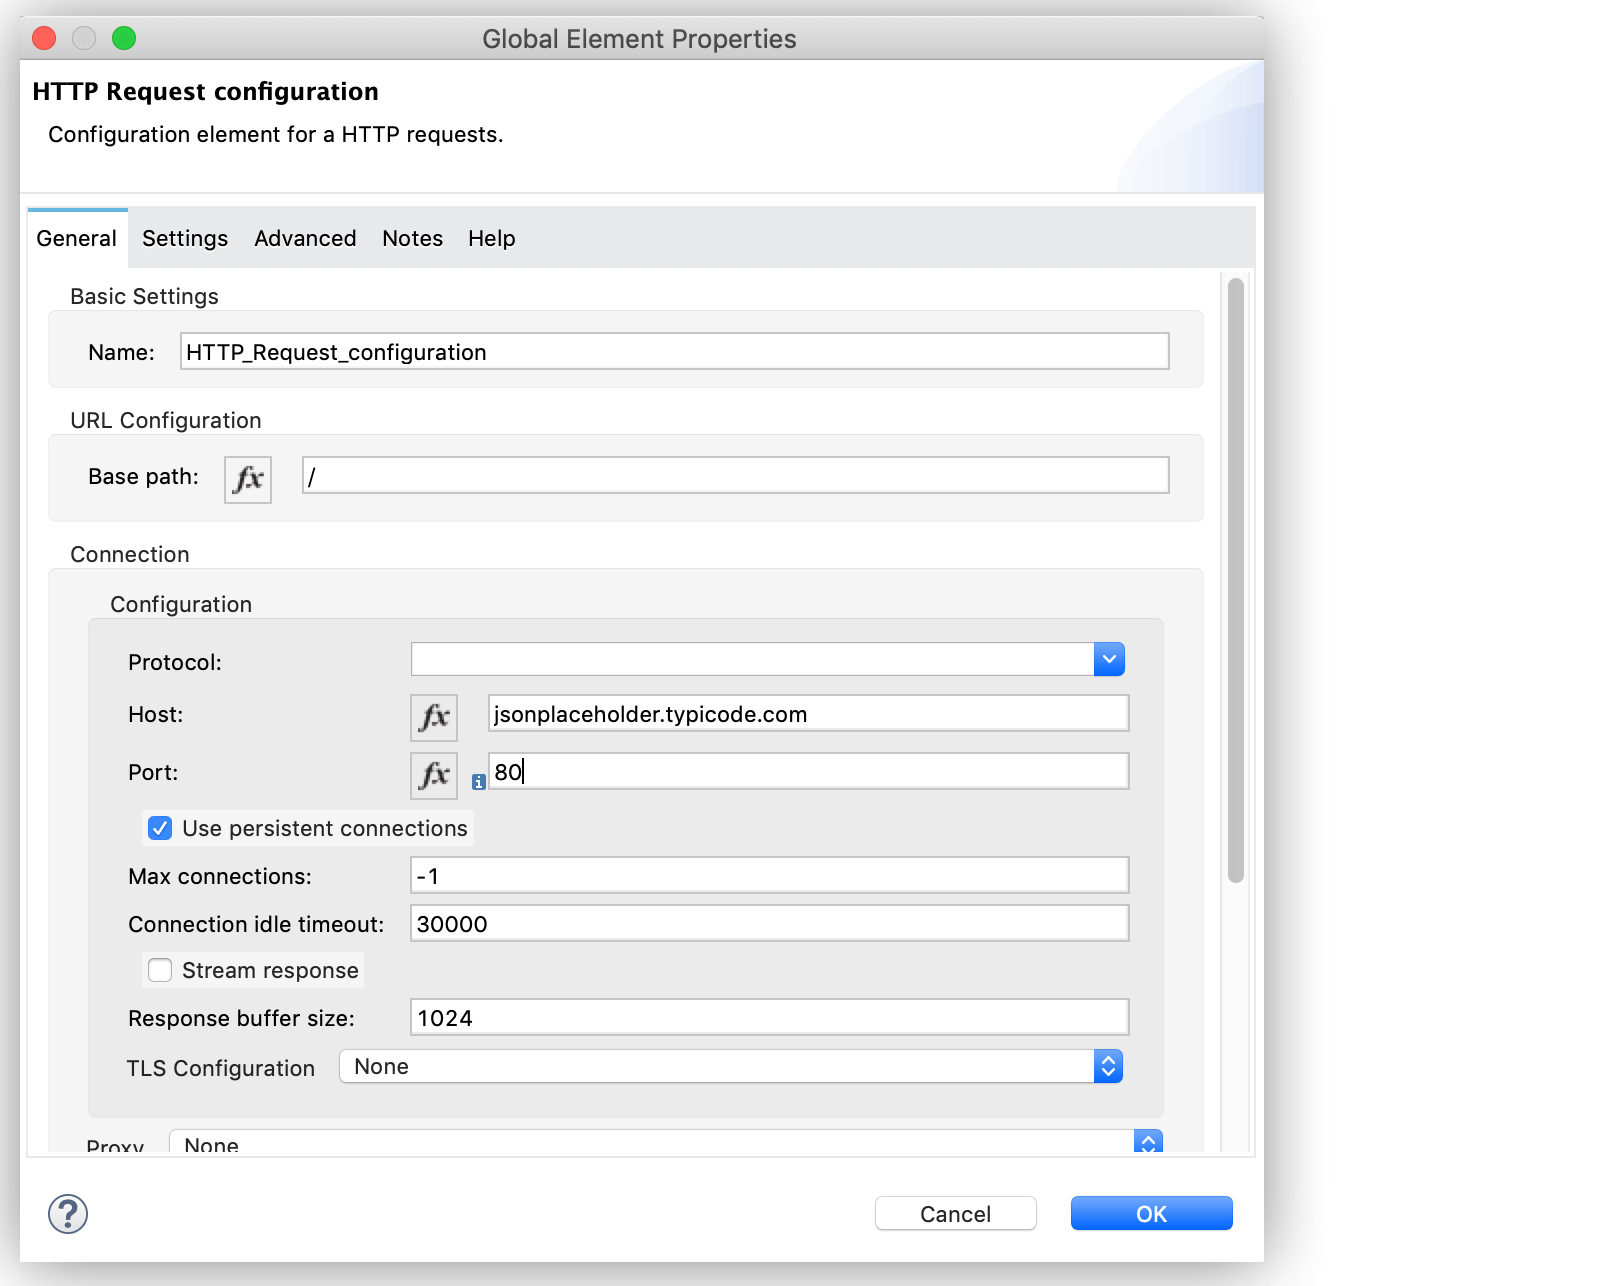 Global Element Properties
HTTP Request configuration
Configuration element for a HTTP requests.
General Settings Advanced Notes Help
Basic Settings
Name: HTTP_Request_configuration
URL Configuration
Base path: fx /
Connection
Configuration
Protocol:
Host: fx jsonplaceholder.typicode.com
Port: fx i 80
Use persistent connections
Max connections: -1
Connection idle timeout: 30000
Stream response
Response buffer size: 1024
TLS Configuration None
Proxy None
? Cancel OK